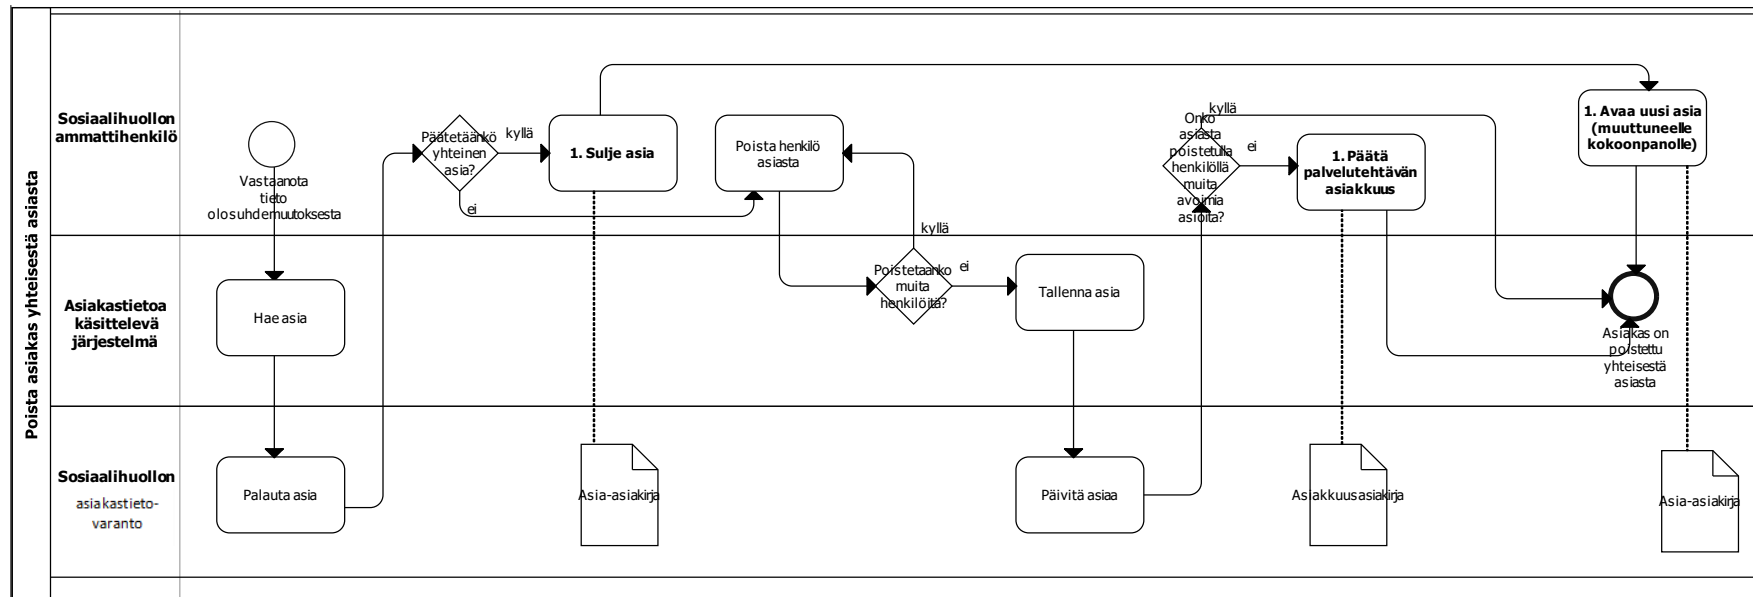 Poista asiakas yhteisestä asiasta
Sosiaalihuollon
ammattihenkilö
Vastaanota
tieto
olosuhdemuutoksesta
Päätetäänkö
yhteinen
asia?
kyllä
ei
1. Sulje asia
Poista henkilö
asiasta
kyllä
Onko
asiasta
poistetulla
henkilöllä
muita
avoimia
asioita?
kyllä
ei
1. Päätä
palvelutehtävän
asiakkuus
1. Avaa uusi asia
(muuttuneelle
kokoonpanolle)
Asiakastietoa
käsittelevä
järjestelmä
Hae asia
Poistetaanko
muita
henkilöitä?
ei
Tallenna asia
Asiakas on
poistettu
yhteisestä
asiasta
Sosiaalihuollon
asiakastieto-
varanto
Palauta asia
Asia-asiakirja
Päivitä asiaa
Asiakkuusasiakirja
Asia-asiakirja